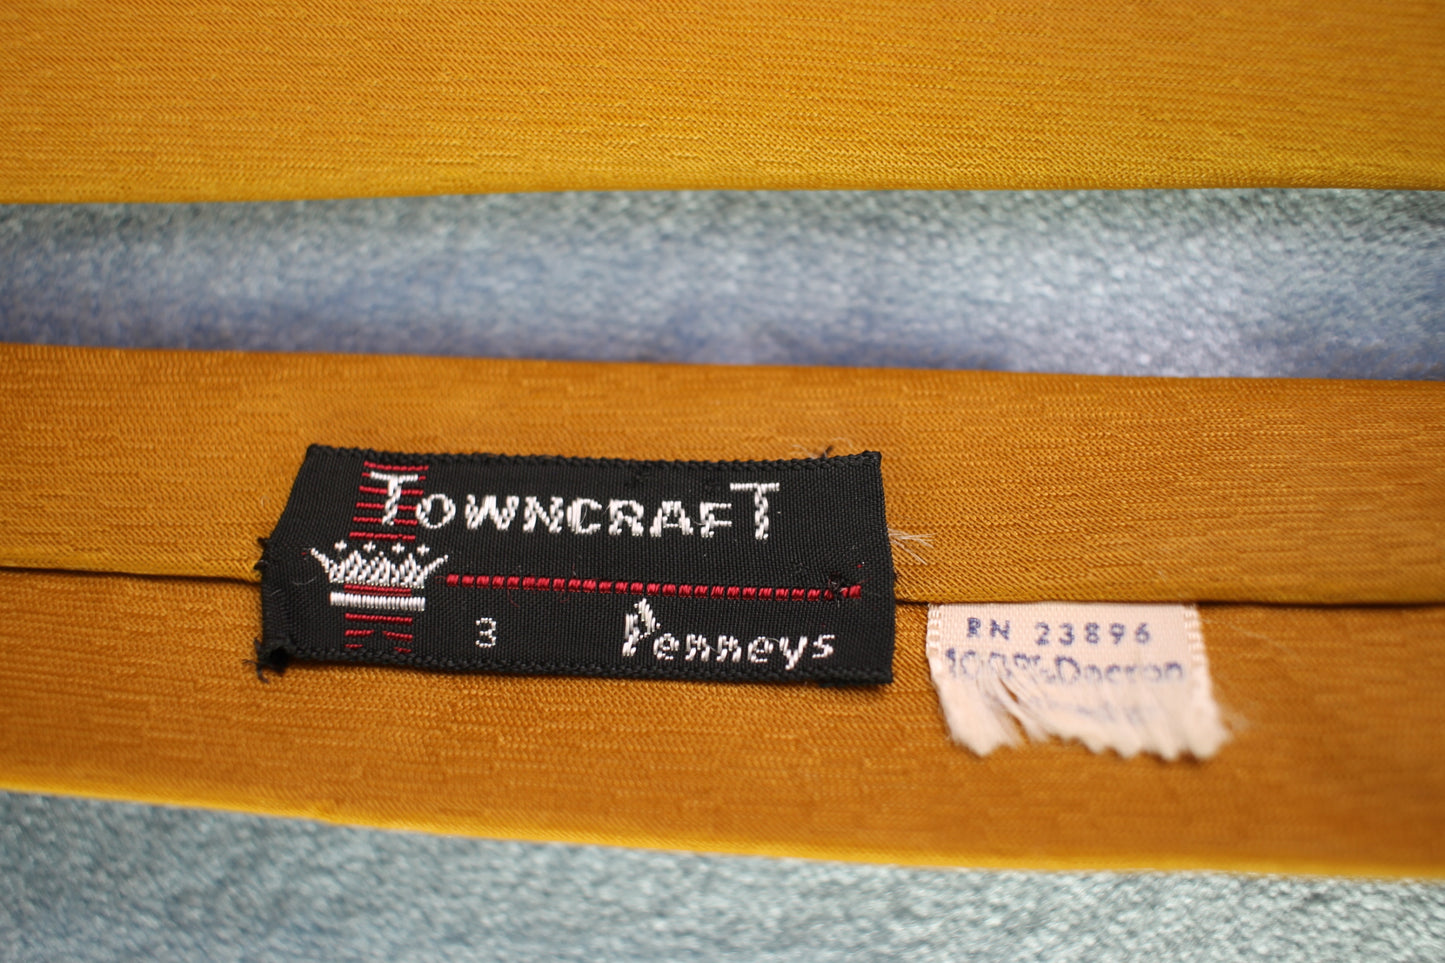 TOWNCRAFT
3 Penneys
RN 23896
100% Dacron